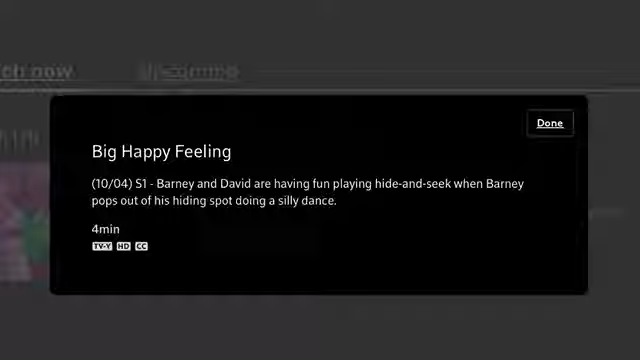 Done
Big Happy Feeling
(10/04) S1 - Barney and David are having fun playing hide-and-seek when Barney
pops out of his hiding spot doing a silly dance.
4min
TV-Y HD CC